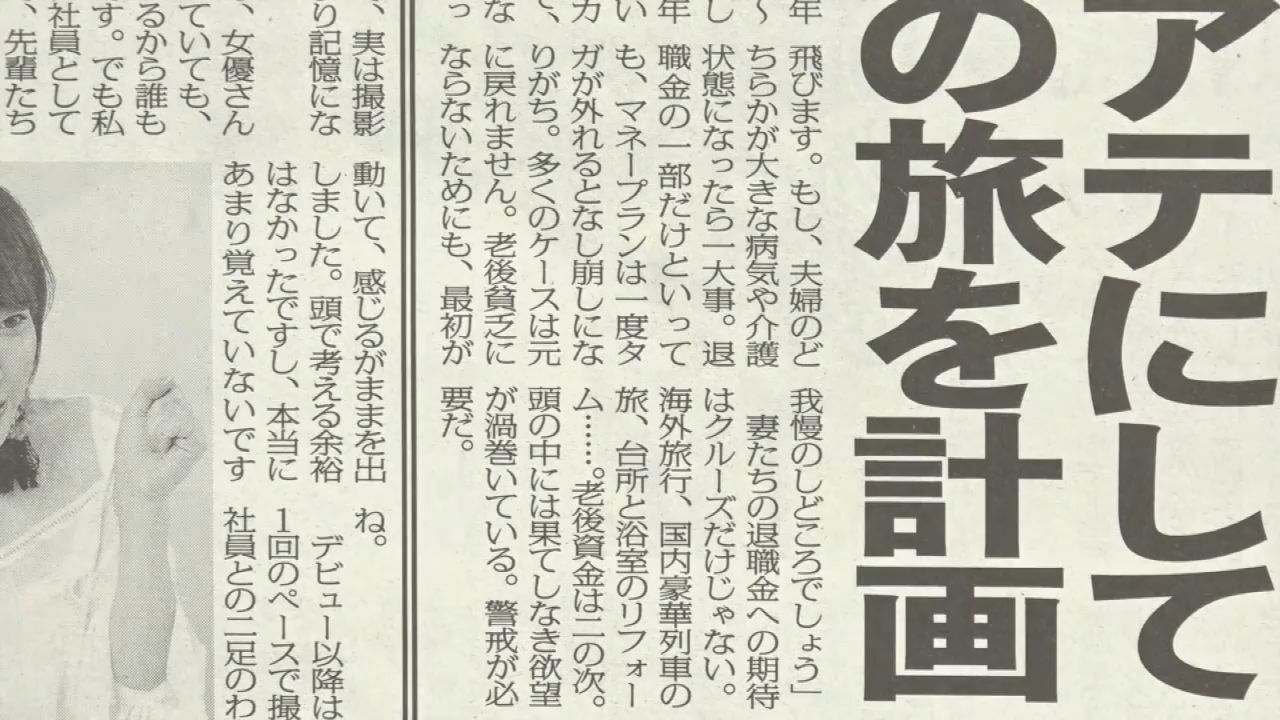 アテにして
の旅を計画
年
〜
し
年
い
カ
て、
な
っ
飛びます。もし、夫婦のど
ちらかが大きな病気や介護
状態になったら一大事。退
職金の一部だけといって
も、マネープランは一度タ
ガが外れるとなし崩しにな
りがち。多くのケースは元
に戻れません。老後貧乏に
ならないためにも、最初が
我慢のしどころでしょう」
妻たちの退職金への期待
はクルーズだけじゃない。
海外旅行、国内豪華列車の
旅、台所と浴室のリフォー
ム……。老後資金は二の次。
頭の中には果てしなき欲望
が渦巻いている。警戒が必
要だ。
、実は撮影
り記憶にな
、女優さん
ていても、
るから誰も
す。でも私
社員として
、先輩たち
動いて、感じるがままを出
しました。頭で考える余裕
はなかったですし、本当に
あまり覚えていないです
ね。
デビュー以降は
1回のペースで撮
社員との二足のわ